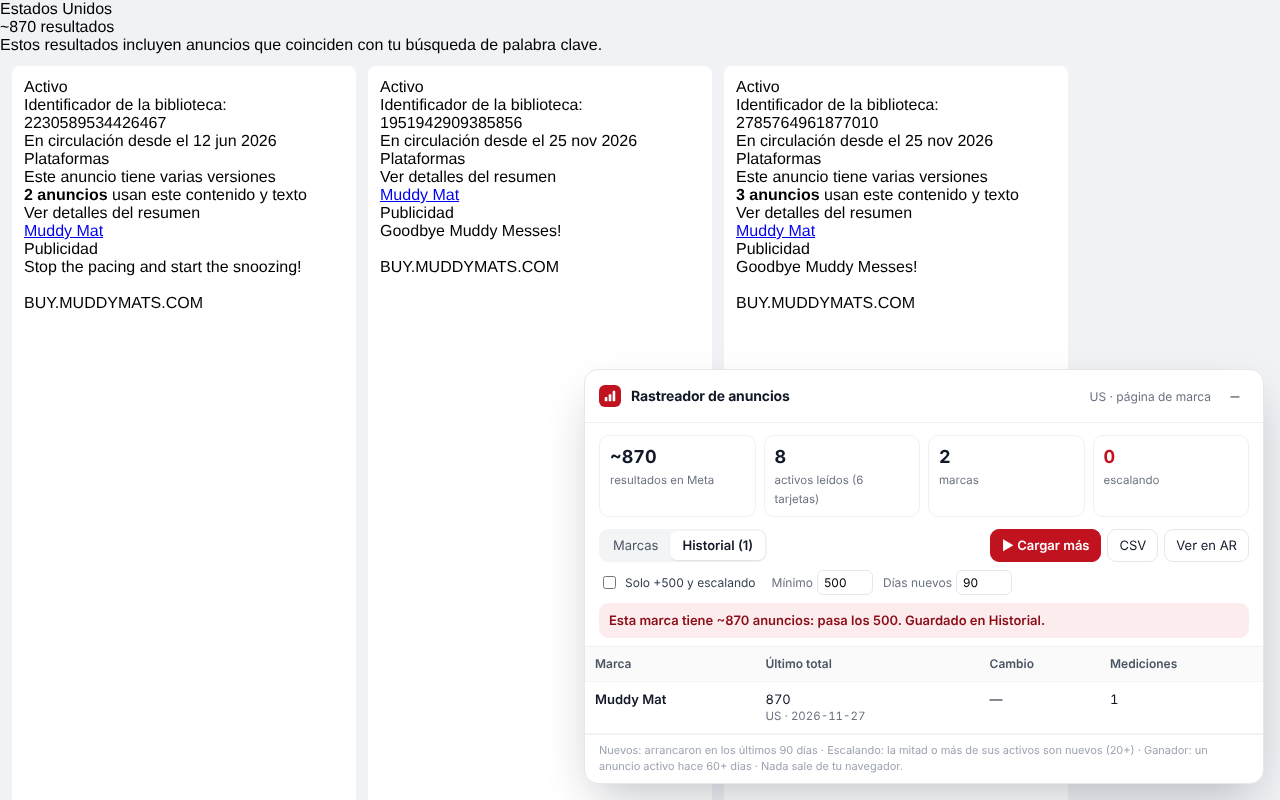 Estados Unidos
~870 resultados
Estos resultados incluyen anuncios que coinciden con tu búsqueda de palabra clave.
Activo
Identificador de la biblioteca:
2230589534426467
En circulación desde el 12 jun 2026
Plataformas
Este anuncio tiene varias versiones
2 anuncios usan este contenido y texto
Ver detalles del resumen
Muddy Mat
Publicidad
Stop the pacing and start the snoozing!
BUY.MUDDYMATS.COM
Activo
Identificador de la biblioteca:
1951942909385856
En circulación desde el 25 nov 2026
Plataformas
Ver detalles del resumen
Muddy Mat
Publicidad
Goodbye Muddy Messes!
BUY.MUDDYMATS.COM
Activo
Identificador de la biblioteca:
2785764961877010
En circulación desde el 25 nov 2026
Plataformas
Este anuncio tiene varias versiones
3 anuncios usan este contenido y texto
Ver detalles del resumen
Muddy Mat
Publicidad
Goodbye Muddy Messes!
BUY.MUDDYMATS.COM
Rastreador de anuncios
US · página de marca
–
~870
resultados en Meta
8
activos leídos (6
tarjetas)
2
marcas
0
escalando
Marcas
Historial (1)
▶ Cargar más
CSV
Ver en AR
Solo +500 y escalando
Mínimo 500
Días nuevos 90
Esta marca tiene ~870 anuncios: pasa los 500. Guardado en Historial.
Marca Último total Cambio Mediciones
Muddy Mat 870 — 1
US · 2026-11-27
Nuevos: arrancaron en los últimos 90 días · Escalando: la mitad o más de sus activos son nuevos (20+) · Ganador: un
anuncio activo hace 60+ días · Nada sale de tu navegador.